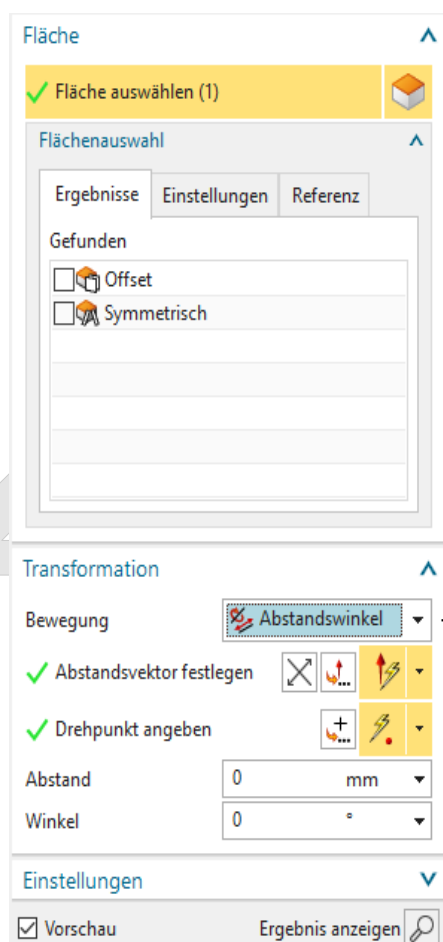 Fläche
Fläche auswählen (1)
Flächenauswahl
Ergebnisse Einstellungen Referenz
Gefunden
Offset
Symmetrisch
Transformation
Bewegung Abstandswinkel
Abstandsvektor festlegen
Drehpunkt angeben
Abstand 0 mm
Winkel 0 °
Einstellungen
Vorschau Ergebnis anzeigen